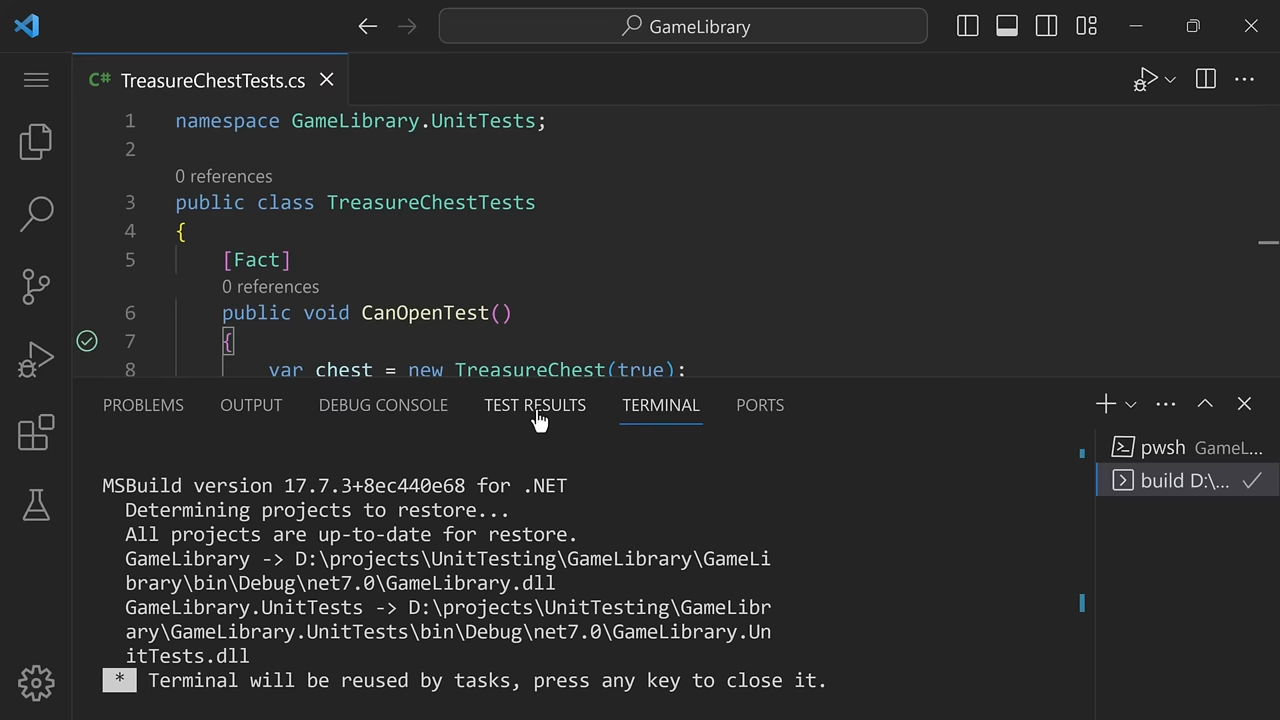 GameLibrary
C# TreasureChestTests.cs
1 namespace GameLibrary.UnitTests;
2
0 references
3 public class TreasureChestTests
4 {
5 [Fact]
0 references
6 public void CanOpenTest()
7 {
8 var chest = new TreasureChest(true);
PROBLEMS OUTPUT DEBUG CONSOLE TEST RESULTS TERMINAL PORTS
pwsh GameL...
build D:\...
MSBuild version 17.7.3+8ec440e68 for .NET
Determining projects to restore...
All projects are up-to-date for restore.
GameLibrary -> D:\projects\UnitTesting\GameLibrary\GameLi
brary\bin\Debug\net7.0\GameLibrary.dll
GameLibrary.UnitTests -> D:\projects\UnitTesting\GameLibr
ary\GameLibrary.UnitTests\bin\Debug\net7.0\GameLibrary.Un
itTests.dll
* Terminal will be reused by tasks, press any key to close it.